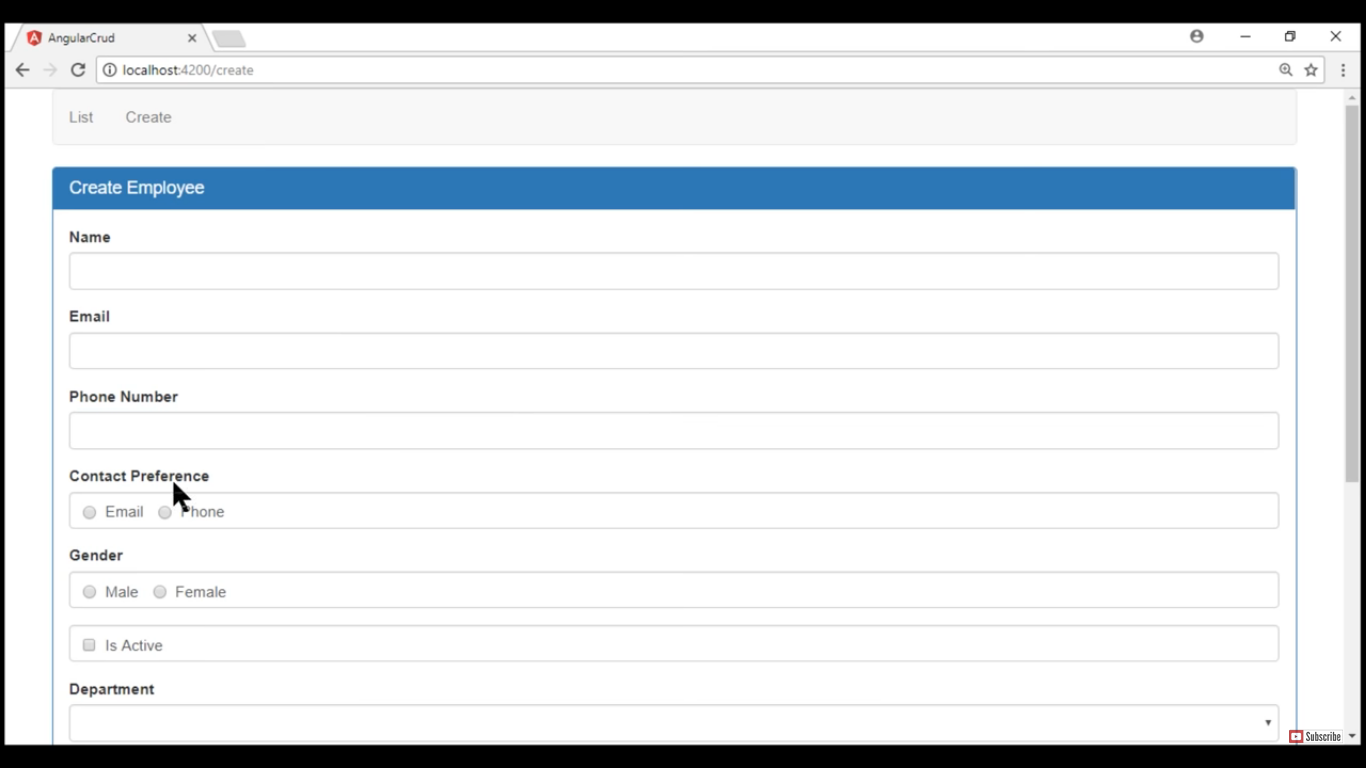 AngularCrud
localhost:4200/create
List Create
Create Employee
Name
Email
Phone Number
Contact Preference
Email Phone
Gender
Male Female
Is Active
Department
Subscribe